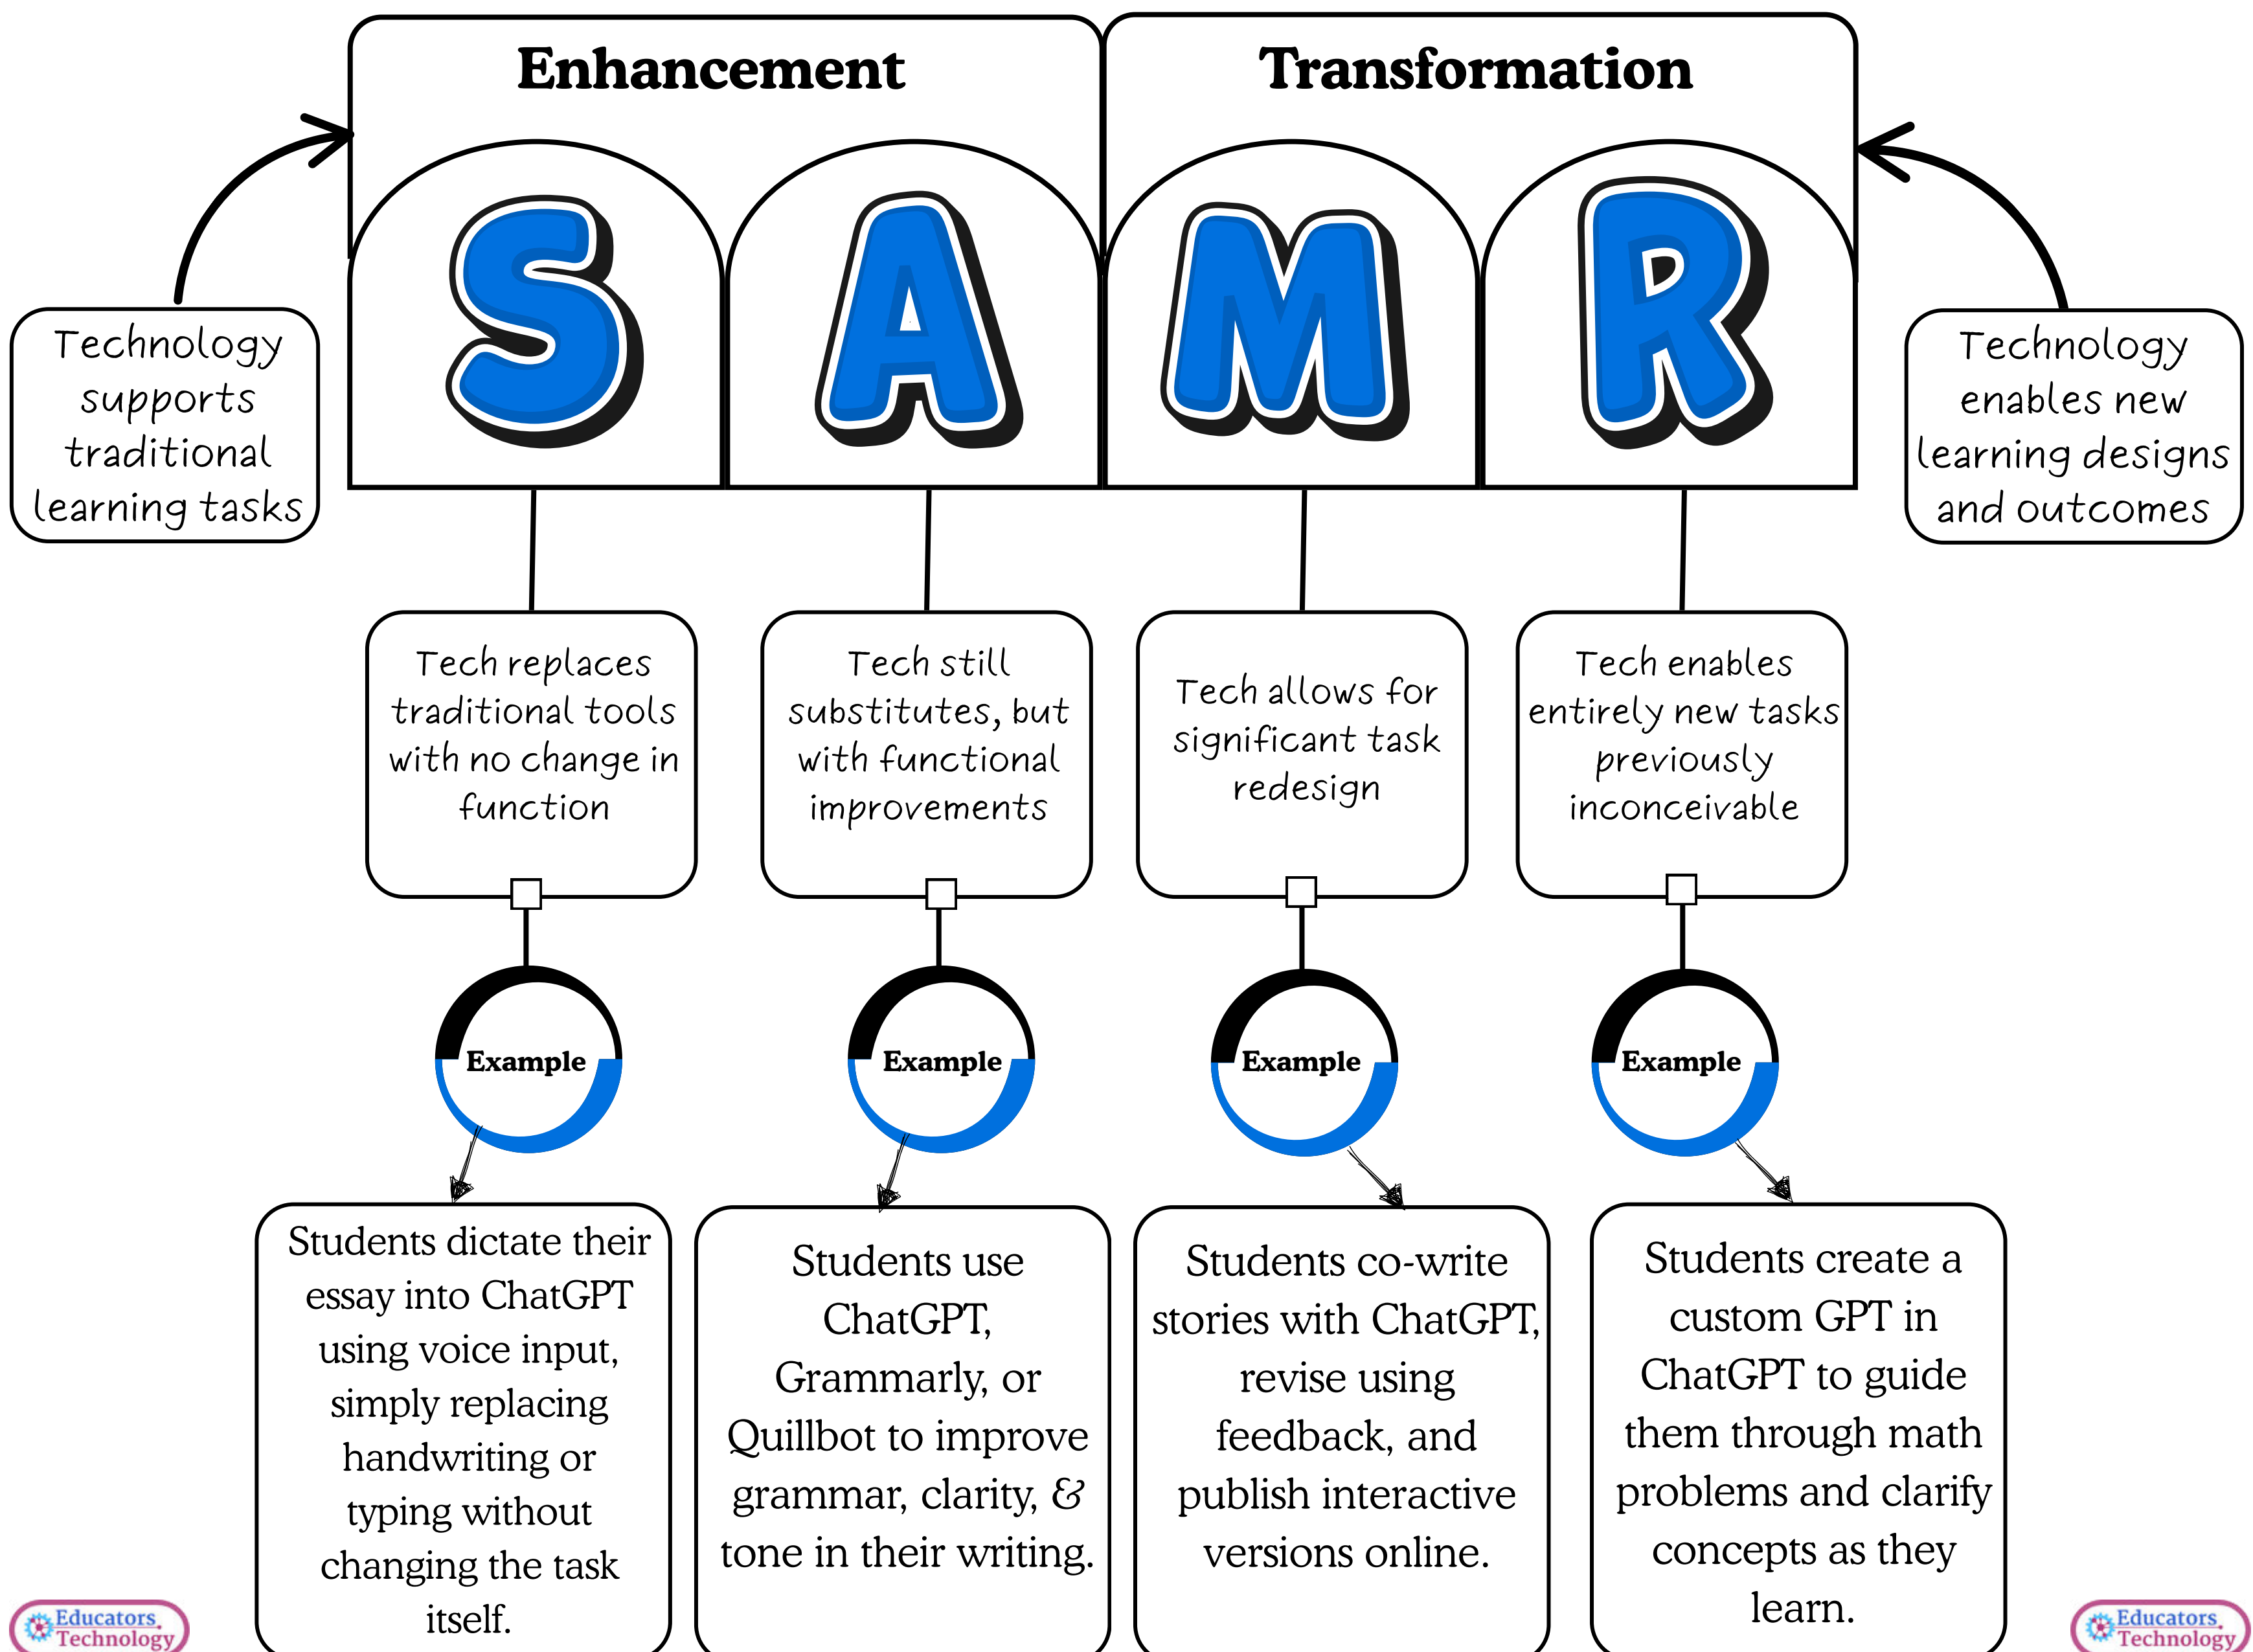 Enhancement
Transformation
S
A
M
R
Technology
supports
traditional
learning tasks
Technology
enables new
learning designs
and outcomes
Tech replaces
traditional tools
with no change in
function
Tech still
substitutes, but
with functional
improvements
Tech allows for
significant task
redesign
Tech enables
entirely new tasks
previously
inconceivable
Example
Example
Example
Example
Students dictate their
essay into ChatGPT
using voice input,
simply replacing
handwriting or
typing without
changing the task
itself.
Students use
ChatGPT,
Grammarly, or
Quillbot to improve
grammar, clarity, &
tone in their writing.
Students co-write
stories with ChatGPT,
revise using
feedback, and
publish interactive
versions online.
Students create a
custom GPT in
ChatGPT to guide
them through math
problems and clarify
concepts as they
learn.
Educators
Technology
Educators
Technology